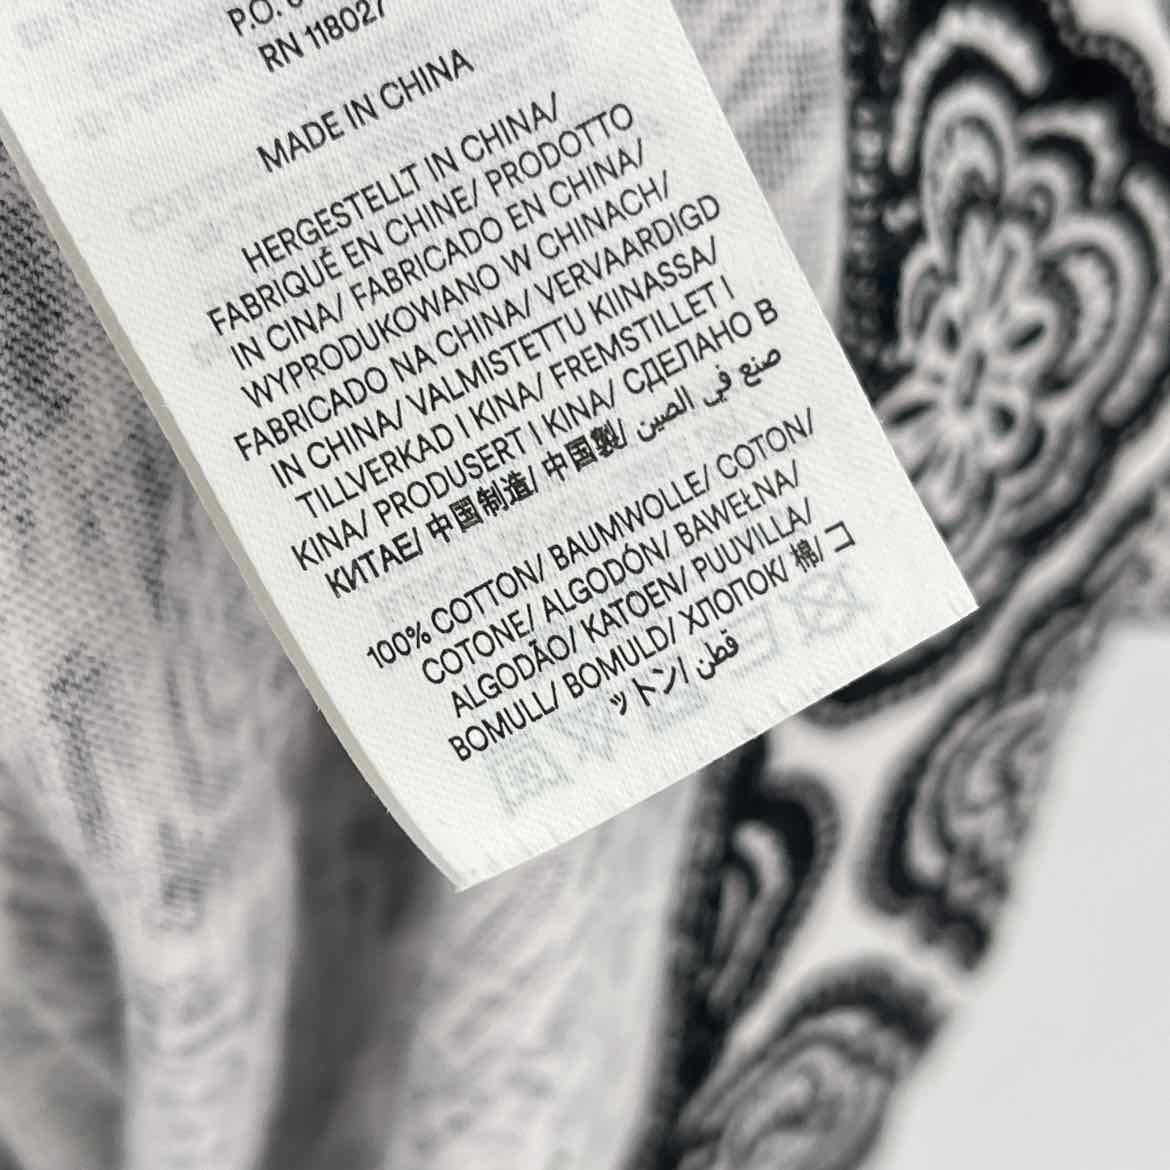 P.O.
RN 118027
MADE IN CHINA
HERGESTELLT IN CHINA/
FABRIQUÉ EN CHINE/ PRODOTTO
IN CINA/ FABRICADO EN CHINA/
WYPRODUKOWANO W CHINACH/
FABRICADO NA CHINA/ VERVAARDIGD
IN CHINA/ VALMISTETTU KIINASSA/
TILLVERKAD I KINA/ FREMSTILLET I
KINA/ PRODUSERT I KINA/ СДЕЛАНО В
КИТАЕ/ 中国制造/ 中国製/ صنع في الصين
100% COTTON/ BAUMWOLLE/ COTON/
COTONE/ ALGODÓN/ BAWEŁNA/
ALGODÃO/ KATOEN/ PUUVILLA/
BOMULL/ BOMULD/ ХЛОПОК/ 棉/ コ
ットン/ قطن